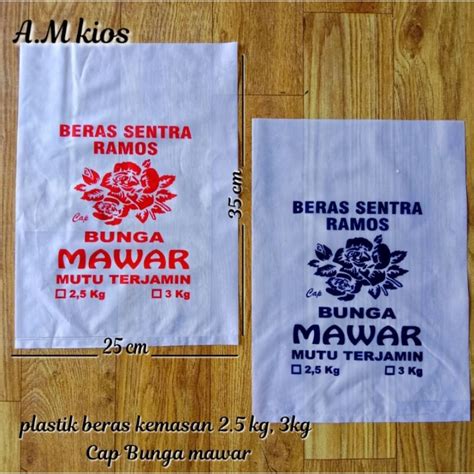 A.M kios
BERAS SENTRA
RAMOS
Cap
BUNGA
MAWAR
MUTU TERJAMIN
2,5 Kg 3 Kg
35 cm
25 cm
BERAS SENTRA
RAMOS
Cap
BUNGA
MAWAR
MUTU TERJAMIN
2,5 Kg 3 Kg
plastik beras kemasan 2.5 kg, 3kg
Cap Bunga mawar